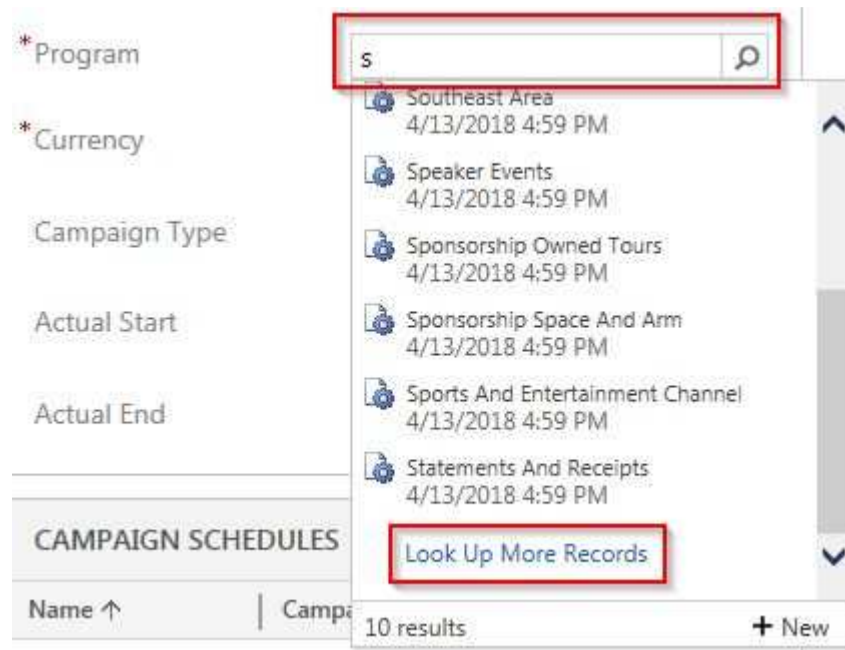 *Program
s
Southeast Area
4/13/2018 4:59 PM
*Currency
Speaker Events
4/13/2018 4:59 PM
Campaign Type
Sponsorship Owned Tours
4/13/2018 4:59 PM
Actual Start
Sponsorship Space And Arm
4/13/2018 4:59 PM
Actual End
Sports And Entertainment Channel
4/13/2018 4:59 PM
Statements And Receipts
4/13/2018 4:59 PM
CAMPAIGN SCHEDULES
Look Up More Records
Name ↑ Campa
10 results + New